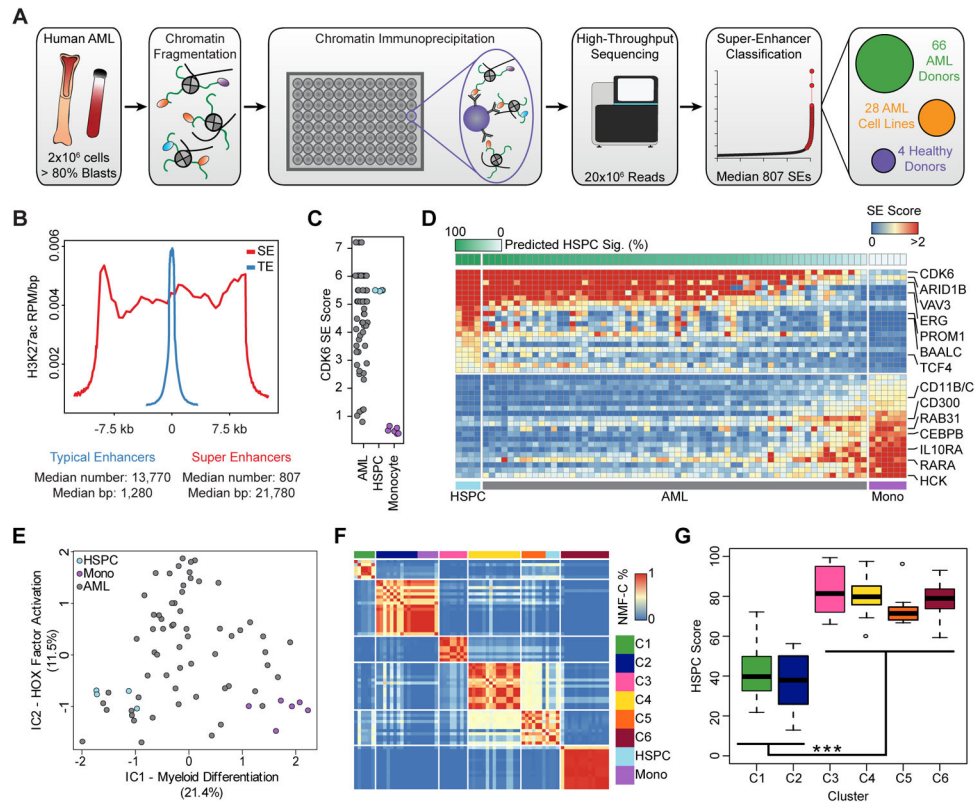 A
Human AML
2x10⁶ cells
> 80% Blasts
Chromatin
Fragmentation
Chromatin Immunoprecipitation
High-Throughput
Sequencing
20x10⁶ Reads
Super-Enhancer
Classification
Median 807 SEs
66
AML
Donors
28 AML
Cell Lines
4 Healthy
Donors
B
H3K27ac RPM/bp
0.006
0.004
0.002
SE
TE
-7.5 kb
0
7.5 kb
Typical Enhancers
Median number: 13,770
Median bp: 1,280
Super Enhancers
Median number: 807
Median bp: 21,780
C
CDK6 SE Score
7
6
5
4
3
2
1
AML
HSPC
Monocyte
D
100
0
Predicted HSPC Sig. (%)
SE Score
0
>2
CDK6
ARID1B
VAV3
ERG
PROM1
BAALC
TCF4
CD11B/C
CD300
RAB31
CEBPB
IL10RA
RARA
HCK
HSPC
AML
Mono
E
IC2 - HOX Factor Activation
(11.5%)
2
1
0
-1
HSPC
Mono
AML
-2
-1
0
1
2
IC1 - Myeloid Differentiation
(21.4%)
F
NMF-C %
1
0
C1
C2
C3
C4
C5
C6
HSPC
Mono
G
HSPC Score
100
80
60
40
20
0
***
C1
C2
C3
C4
C5
C6
Cluster